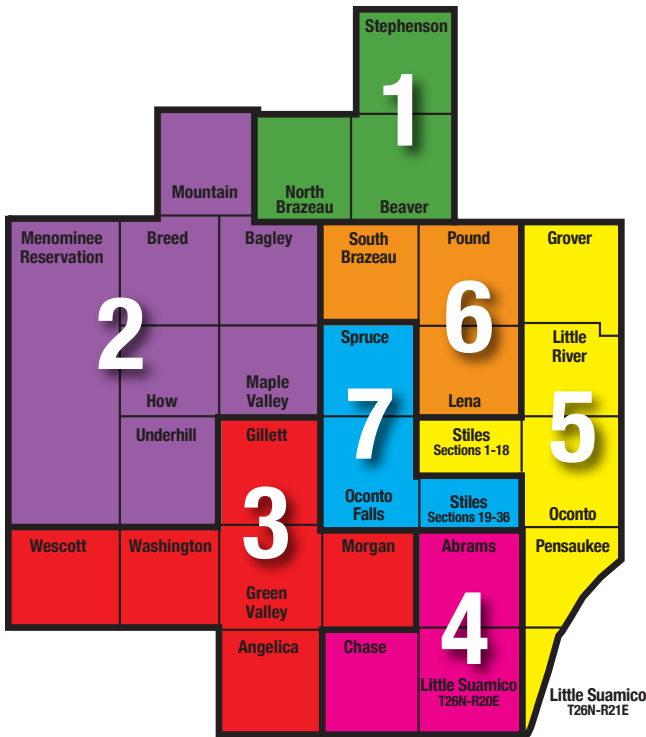 Stephenson
1
Mountain
North
Brazeau
Beaver
Menominee
Reservation
Breed
Bagley
South
Brazeau
Pound
Grover
2
6
Spruce
Little
River
How
Maple
Valley
Lena
7
5
Underhill
Gillett
Stiles
Sections 1-18
3
Oconto
Falls
Stiles
Sections 19-36
Oconto
Wescott
Washington
Morgan
Abrams
Pensaukee
Green
Valley
4
Angelica
Chase
Little Suamico
T26N-R20E
Little Suamico
T26N-R21E